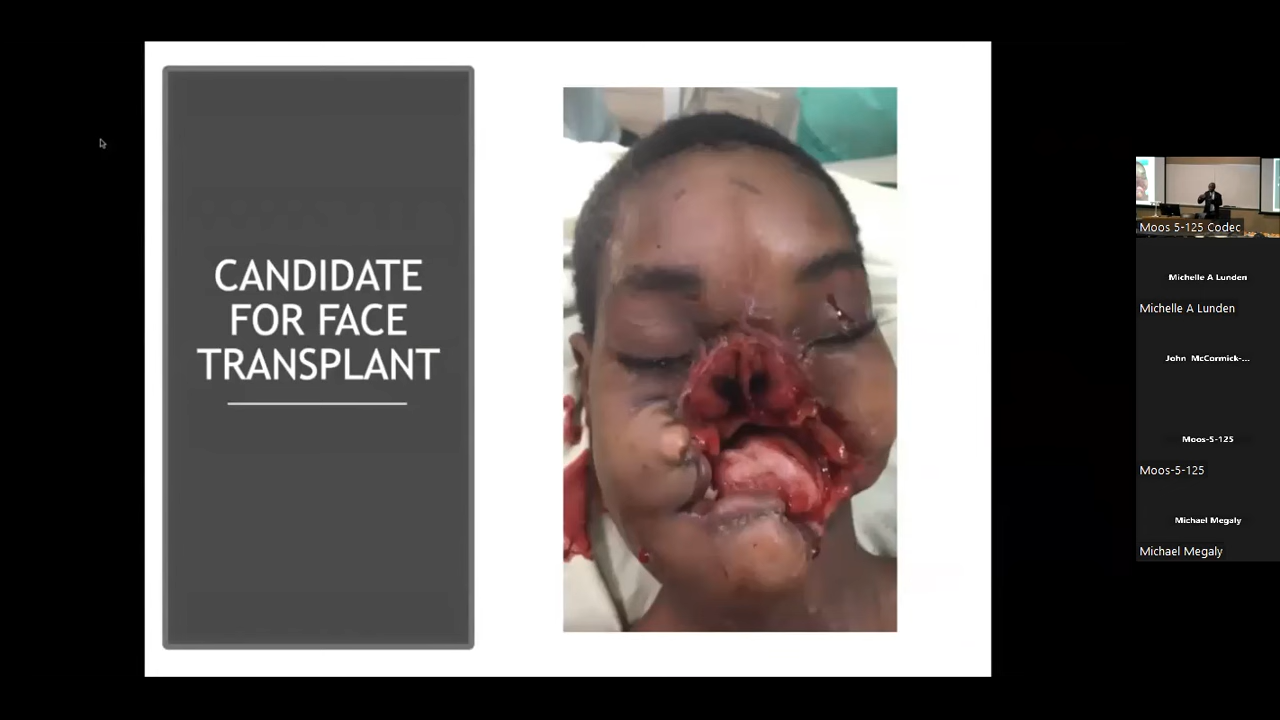 CANDIDATE
FOR FACE
TRANSPLANT
Moos 5-125 Codec
Michelle A Lunden
Michelle A Lunden
John McCormick-...
Moos-5-125
Moos-5-125
Michael Megaly
Michael Megaly